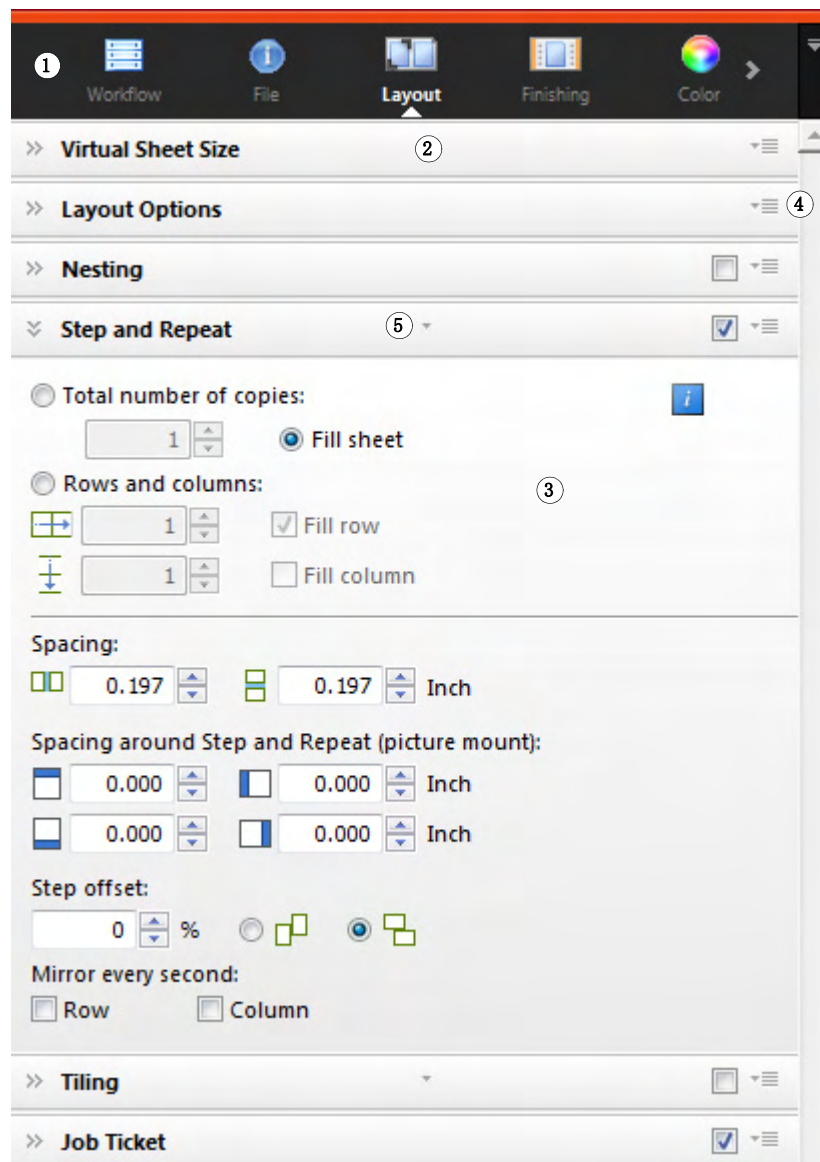 ① Workflow File Layout Finishing Color
Virtual Sheet Size ②
Layout Options ④
Nesting
Step and Repeat ⑤
Total number of copies: i
1 Fill sheet
Rows and columns: ③
1 Fill row
1 Fill column
Spacing:
0.197 0.197 Inch
Spacing around Step and Repeat (picture mount):
0.000 0.000 Inch
0.000 0.000 Inch
Step offset:
0 %
Mirror every second:
Row Column
Tiling
Job Ticket